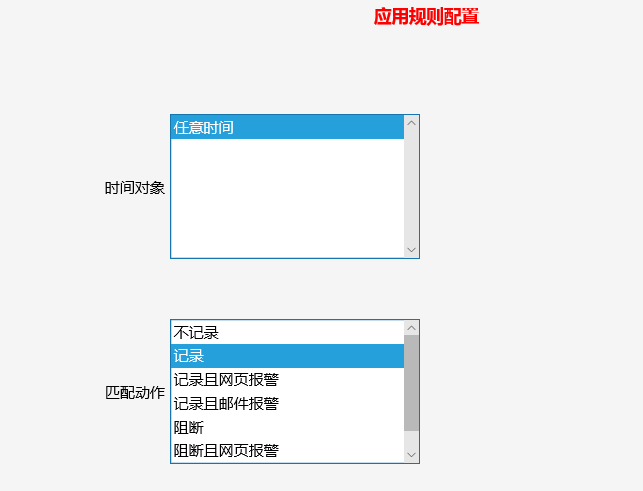 应用规则配置
任意时间
时间对象
不记录
记录
记录且网页报警
匹配动作
记录且邮件报警
阻断
阻断且网页报警